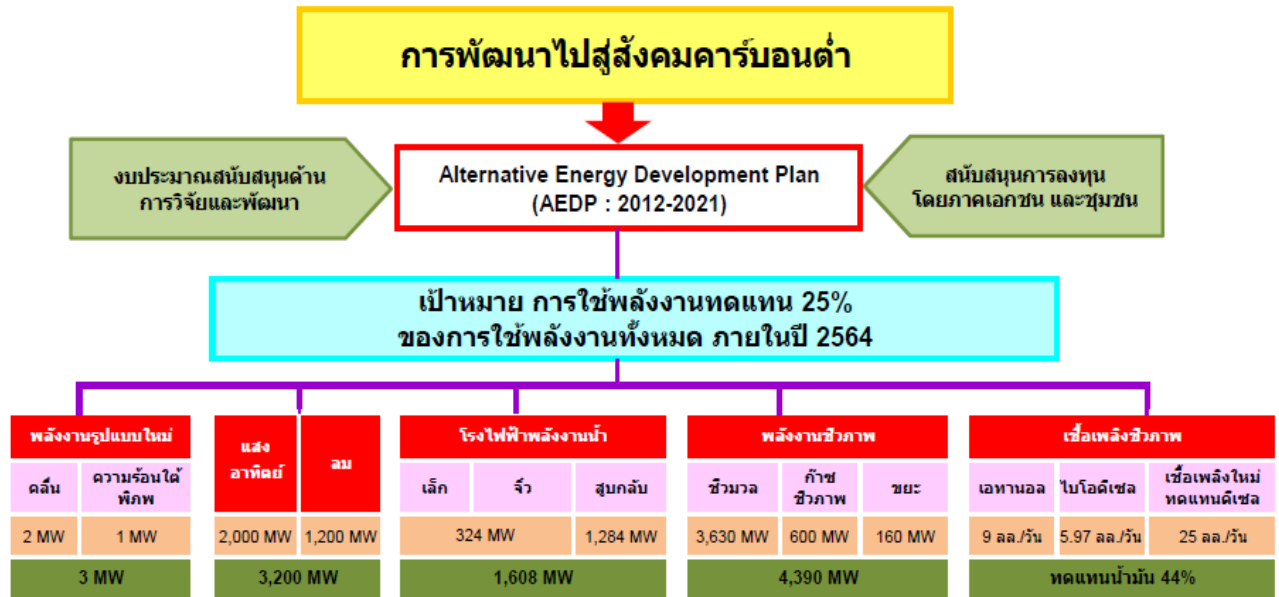 การพัฒนาไปสู่สังคมคาร์บอนต่ำ
งบประมาณสนับสนุนด้าน
การวิจัยและพัฒนา
Alternative Energy Development Plan
(AEDP : 2012-2021)
สนับสนุนการลงทุน
โดยภาคเอกชน และชุมชน
เป้าหมาย การใช้พลังงานทดแทน 25%
ของการใช้พลังงานทั้งหมด ภายในปี 2564
พลังงานรูปแบบใหม่
คลื่น
ความร้อนใต้
พิภพ
2 MW
1 MW
3 MW
แสง
อาทิตย์
ลม
2,000 MW
1,200 MW
3,200 MW
โรงไฟฟ้าพลังงานน้ำ
เล็ก
จิ๋ว
สูบกลับ
324 MW
1,284 MW
1,608 MW
พลังงานชีวภาพ
ชีวมวล
ก๊าซ
ชีวภาพ
ขยะ
3,630 MW
600 MW
160 MW
4,390 MW
เชื้อเพลิงชีวภาพ
เอทานอล
ไบโอดีเซล
เชื้อเพลิงใหม่
ทดแทนดีเซล
9 ลล./วัน
5.97 ลล./วัน
25 ลล./วัน
ทดแทนน้ำมัน 44%